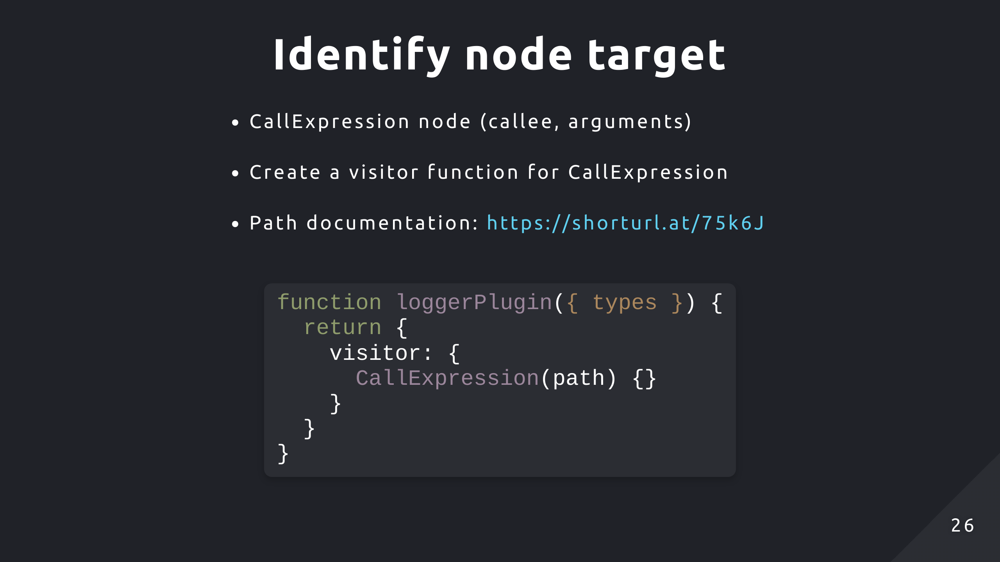 Identify node target
• CallExpression node (callee, arguments)
• Create a visitor function for CallExpression
• Path documentation: https://shorturl.at/75k6J
function loggerPlugin({ types }) {
  return {
    visitor: {
      CallExpression(path) {}
    }
  }
}
26